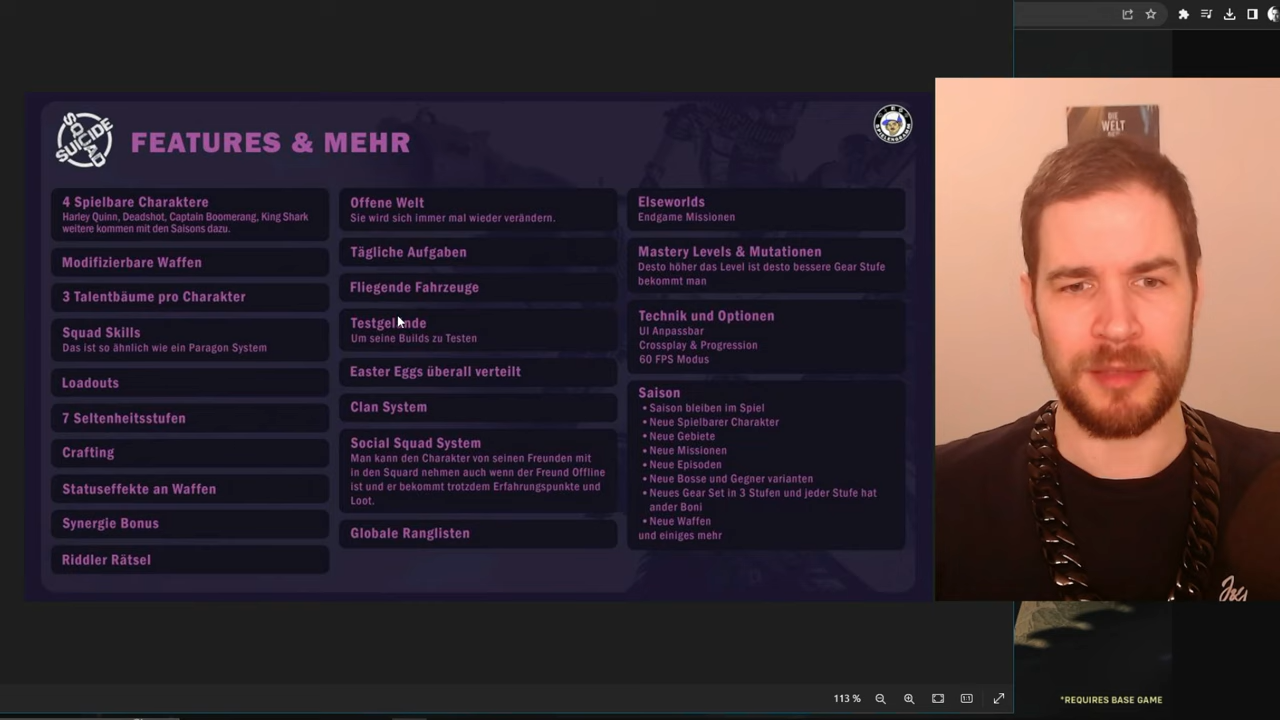 SUICIDE
SQUAD
FEATURES & MEHR
4 Spielbare Charaktere
Harley Quinn, Deadshot, Captain Boomerang, King Shark
weitere kommen mit den Saisons dazu.
Modifizierbare Waffen
3 Talentbäume pro Charakter
Squad Skills
Das ist so ähnlich wie ein Paragon System
Loadouts
7 Seltenheitsstufen
Crafting
Statuseffekte an Waffen
Synergie Bonus
Riddler Rätsel
Offene Welt
Sie wird sich immer mal wieder verändern.
Tägliche Aufgaben
Fliegende Fahrzeuge
Testgelände
Um seine Builds zu Testen
Easter Eggs überall verteilt
Clan System
Social Squad System
Man kann den Charakter von seinen Freunden mit
in den Squard nehmen auch wenn der Freund Offline
ist und er bekommt trotzdem Erfahrungspunkte und
Loot.
Globale Ranglisten
Elseworlds
Endgame Missionen
Mastery Levels & Mutationen
Desto höher das Level ist desto bessere Gear Stufe
bekommt man
Technik und Optionen
UI Anpassbar
Crossplay & Progression
60 FPS Modus
Saison
• Saison bleiben im Spiel
• Neue Spielbarer Charakter
• Neue Gebiete
• Neue Missionen
• Neue Episoden
• Neue Bosse und Gegner varianten
• Neues Gear Set in 3 Stufen und jeder Stufe hat
ander Boni
• Neue Waffen
und einiges mehr
DIE
WELT
113 %
1:1
*REQUIRES BASE GAME